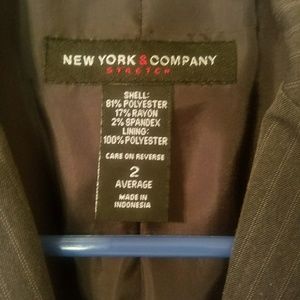 NEW YORK & COMPANY
STRETCH
SHELL:
81% POLYESTER
17% RAYON
2% SPANDEX
LINING:
100% POLYESTER
CARE ON REVERSE
2
AVERAGE
MADE IN
INDONESIA